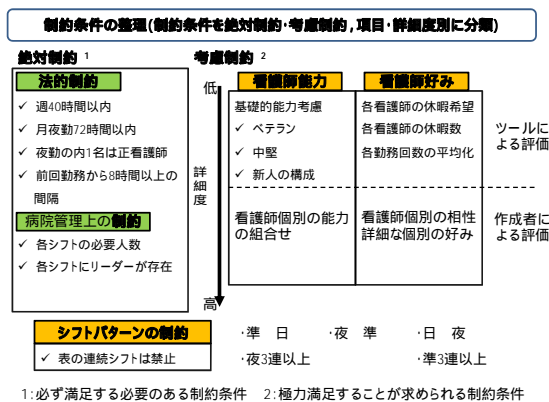 制約条件の整理(制約条件を絶対制約・考慮制約,項目・詳細度別に分類)
絶対制約 1
考慮制約 2
法的制約
✓ 週40時間以内
✓ 月夜勤72時間以内
✓ 夜勤の内1名は正看護師
✓ 前回勤務から8時間以上の
間隔
病院管理上の制約
✓ 各シフトの必要人数
✓ 各シフトにリーダーが存在
低
詳細度
高
看護師能力
基礎的能力考慮
✓ ベテラン
✓ 中堅
✓ 新人の構成
看護師個別の能力
の組合せ
看護師好み
各看護師の休暇希望
各看護師の休暇数
各勤務回数の平均化
看護師個別の相性
詳細な個別の好み
ツールに
よる評価
作成者に
よる評価
シフトパターンの制約
✓ 表の連続シフトは禁止
・準 日 ・夜 準 ・日 夜
・夜3連以上 ・準3連以上
1:必ず満足する必要のある制約条件 2:極力満足することが求められる制約条件